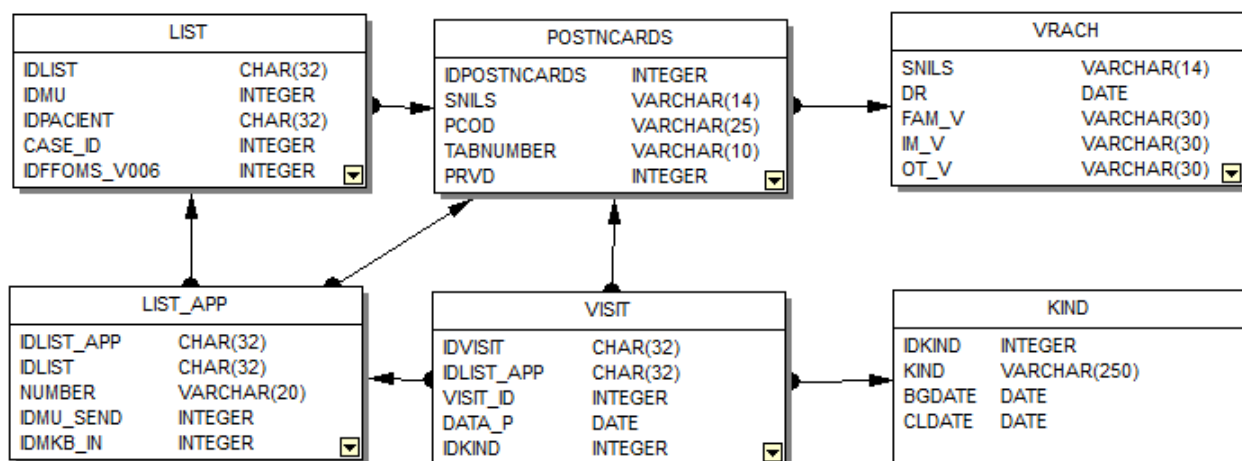 LIST
IDLIST CHAR(32)
IDMU INTEGER
IDPACIENT CHAR(32)
CASE_ID INTEGER
IDFFOMS_V006 INTEGER
POSTNCARDS
IDPOSTNCARDS INTEGER
SNILS VARCHAR(14)
PCOD VARCHAR(25)
TABNUMBER VARCHAR(10)
PRVD INTEGER
VRACH
SNILS VARCHAR(14)
DR DATE
FAM_V VARCHAR(30)
IM_V VARCHAR(30)
OT_V VARCHAR(30)
LIST_APP
IDLIST_APP CHAR(32)
IDLIST CHAR(32)
NUMBER VARCHAR(20)
IDMU_SEND INTEGER
IDMKB_IN INTEGER
VISIT
IDVISIT CHAR(32)
IDLIST_APP CHAR(32)
VISIT_ID INTEGER
DATA_P DATE
IDKIND INTEGER
KIND
IDKIND INTEGER
KIND VARCHAR(250)
BGDATE DATE
CLDATE DATE